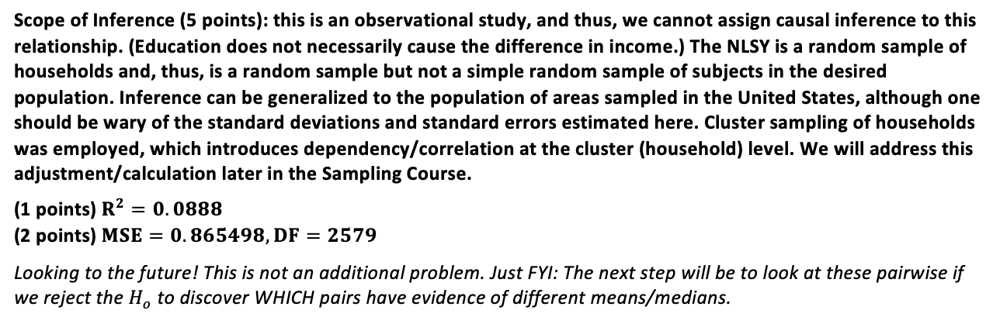 Scope of Inference (5 points): this is an observational study, and thus, we cannot assign causal inference to this
relationship. (Education does not necessarily cause the difference in income.) The NLSY is a random sample of
households and, thus, is a random sample but not a simple random sample of subjects in the desired
population. Inference can be generalized to the population of areas sampled in the United States, although one
should be wary of the standard deviations and standard errors estimated here. Cluster sampling of households
was employed, which introduces dependency/correlation at the cluster (household) level. We will address this
adjustment/calculation later in the Sampling Course.
(1 points) R² = 0.0888
(2 points) MSE = 0.865498, DF = 2579
Looking to the future! This is not an additional problem. Just FYI: The next step will be to look at these pairwise if
we reject the Hₒ to discover WHICH pairs have evidence of different means/medians.